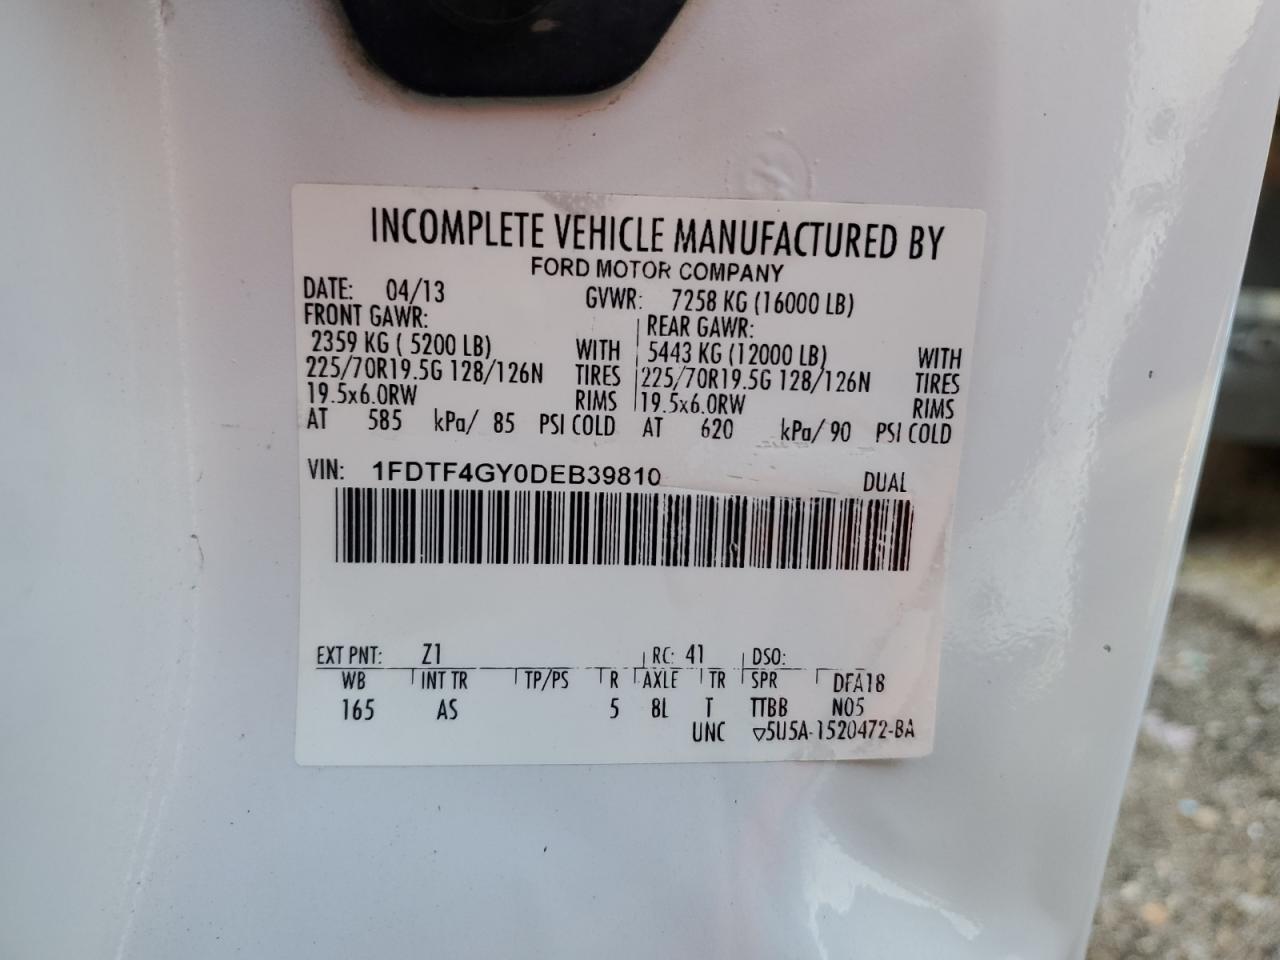 INCOMPLETE VEHICLE MANUFACTURED BY
FORD MOTOR COMPANY
DATE: 04/13 GVWR: 7258 KG (16000 LB)
FRONT GAWR: REAR GAWR:
2359 KG ( 5200 LB) WITH 5443 KG (12000 LB) WITH
225/70R19.5G 128/126N TIRES 225/70R19.5G 128/126N TIRES
19.5x6.0RW RIMS 19.5x6.0RW RIMS
AT 585 kPa/ 85 PSI COLD AT 620 kPa/ 90 PSI COLD
VIN: 1FDTF4GY0DEB39810 DUAL
EXT PNT: Z1 RC: 41 DSO:
WB INT TR TP/PS R AXLE TR SPR DFA18
165 AS 5 8L T TTBB N05
UNC ▽5U5A-1520472-BA